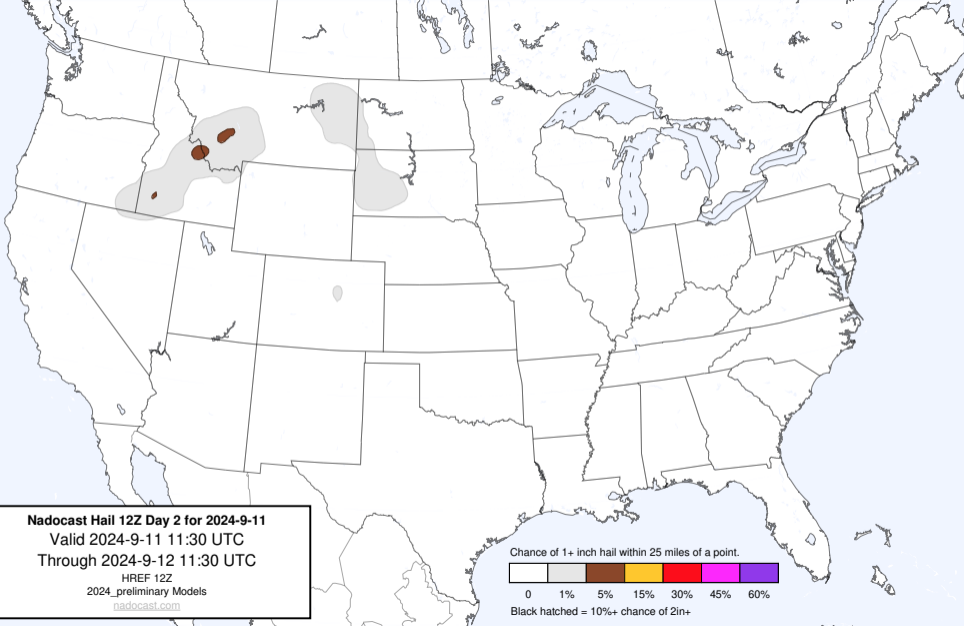 Nadocast Hail 12Z Day 2 for 2024-9-11
Valid 2024-9-11 11:30 UTC
Through 2024-9-12 11:30 UTC
HREF 12Z
2024_preliminary Models
nadocast.com
Chance of 1+ inch hail within 25 miles of a point.
0 1% 5% 15% 30% 45% 60%
Black hatched = 10%+ chance of 2in+